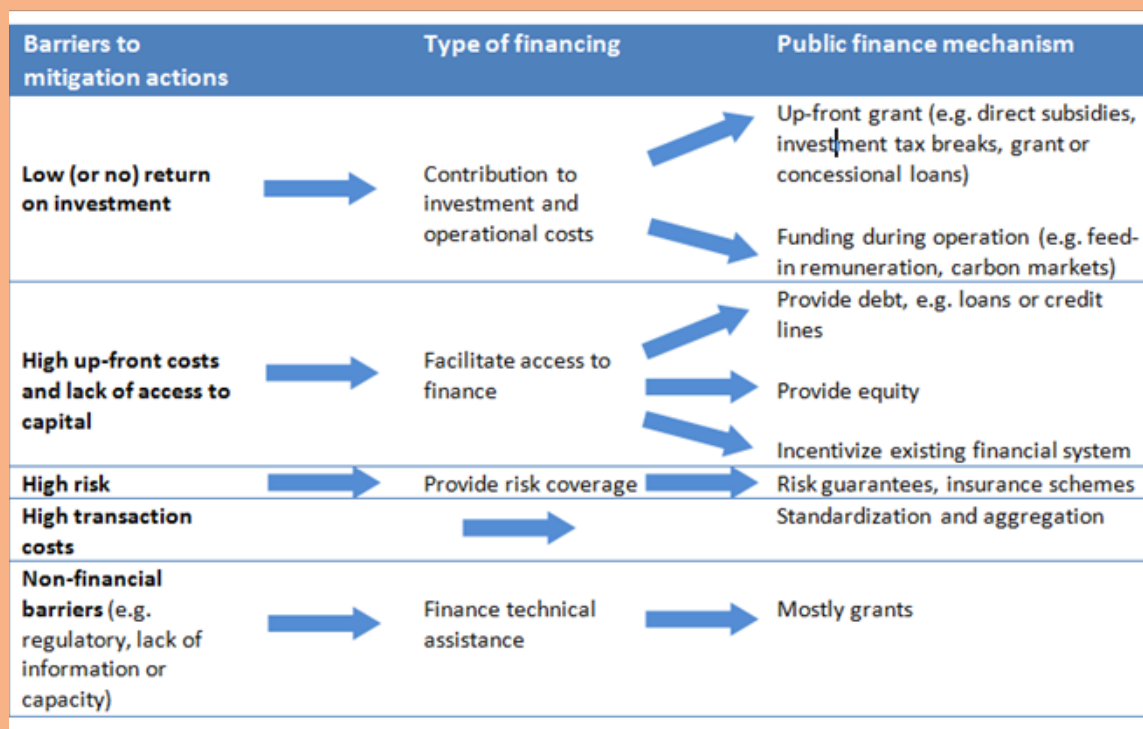 Barriers to
mitigation actions
Type of financing
Public finance mechanism
Low (or no) return
on investment
Contribution to
investment and
operational costs
Up-front grant (e.g. direct subsidies,
investment tax breaks, grant or
concessional loans)
Funding during operation (e.g. feed-
in remuneration, carbon markets)
High up-front costs
and lack of access to
capital
Facilitate access to
finance
Provide debt, e.g. loans or credit
lines
Provide equity
Incentivize existing financial system
High risk
Provide risk coverage
Risk guarantees, insurance schemes
High transaction
costs
Standardization and aggregation
Non-financial
barriers (e.g.
regulatory, lack of
information or
capacity)
Finance technical
assistance
Mostly grants